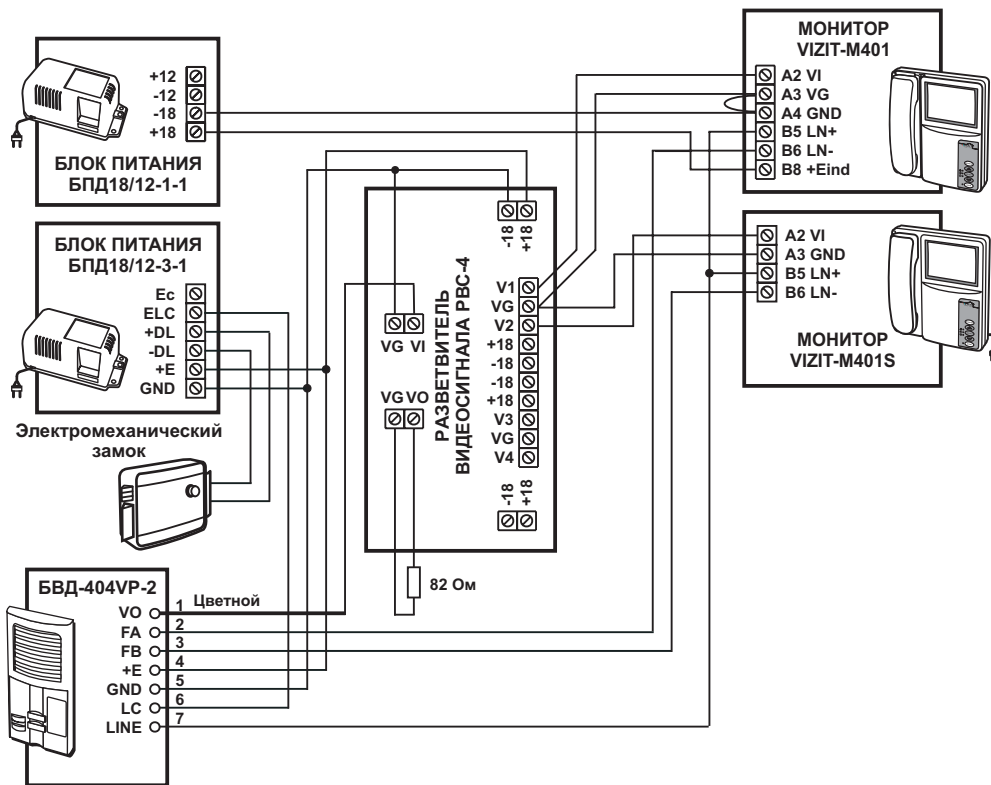 +12
-12
-18
+18
БЛОК ПИТАНИЯ
БПД18/12-1-1
БЛОК ПИТАНИЯ
БПД18/12-3-1
Ec
ELC
+DL
-DL
+E
GND
Электромеханический
замок
БВД-404VP-2
VO
FA
FB
+E
GND
LC
LINE
1
2
3
4
5
6
7
Цветной
-18
+18
VG VI
VG VO
РАЗВЕТВИТЕЛЬ
ВИДЕОСИГНАЛА РВС-4
V1
VG
V2
+18
-18
-18
+18
V3
VG
V4
-18
+18
82 Ом
МОНИТОР
VIZIT-M401
A2 VI
A3 VG
A4 GND
B5 LN+
B6 LN-
B8 +Eind
A2 VI
A3 GND
B5 LN+
B6 LN-
МОНИТОР
VIZIT-M401S